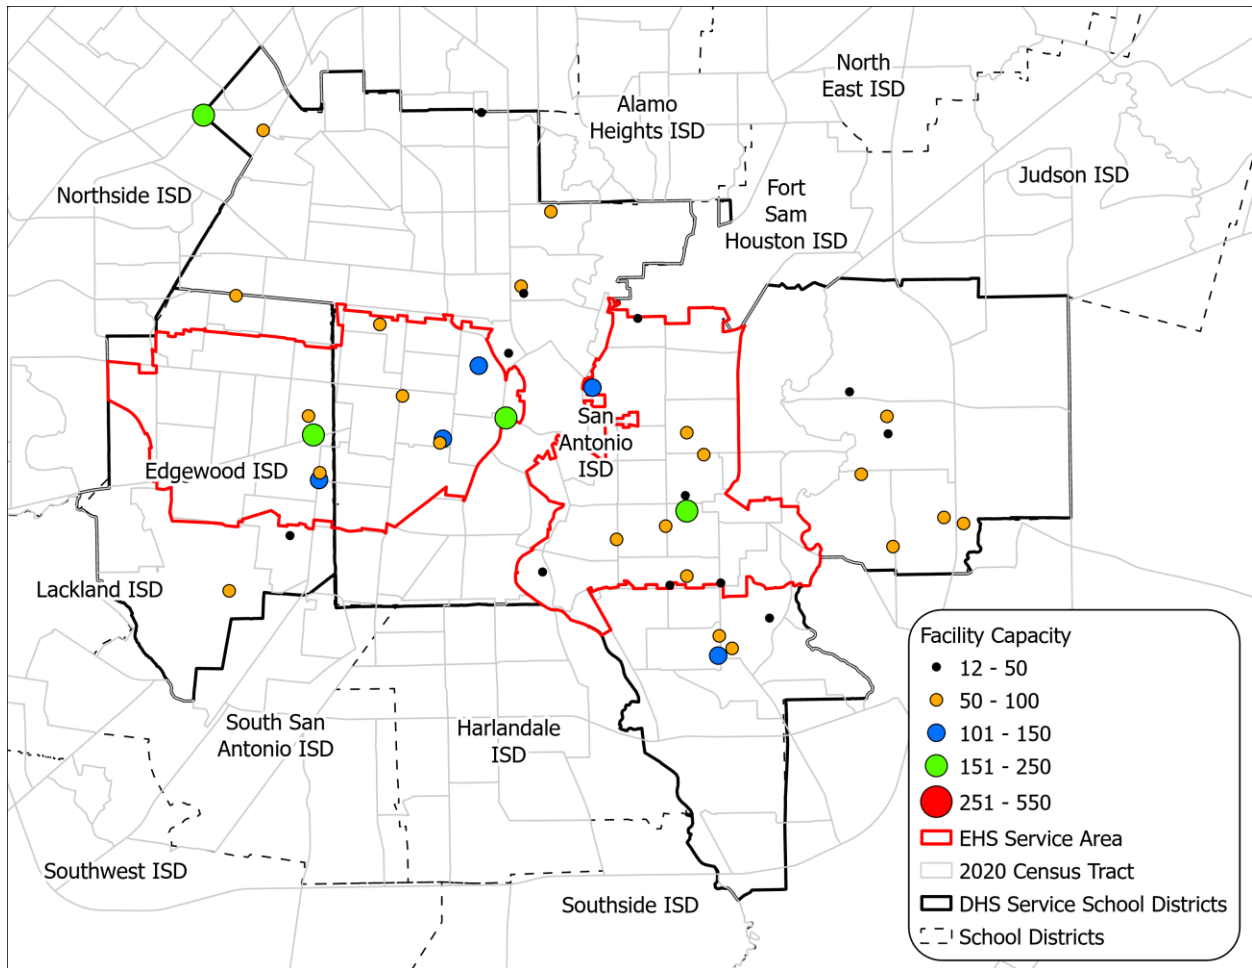 North
East ISD
Alamo
Heights ISD
Judson ISD
Northside ISD
Fort
Sam
Houston ISD
San
Antonio
ISD
Edgewood ISD
Lackland ISD
South San
Antonio ISD
Harlandale
ISD
Southwest ISD
Southside ISD
Facility Capacity
12 - 50
50 - 100
101 - 150
151 - 250
251 - 550
EHS Service Area
2020 Census Tract
DHS Service School Districts
School Districts